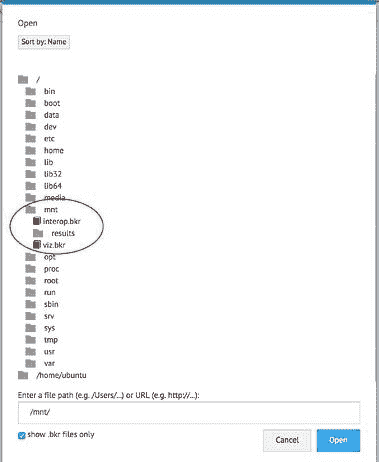 Open
Sort by: Name
/
bin
boot
data
dev
etc
home
lib
lib32
lib64
media
mnt
interop.bkr
results
viz.bkr
opt
proc
root
run
sbin
srv
sys
tmp
usr
var
/home/ubuntu
Enter a file path (e.g. /Users/...) or URL (e.g. http://...):
/mnt/
show .bkr files only
Cancel
Open